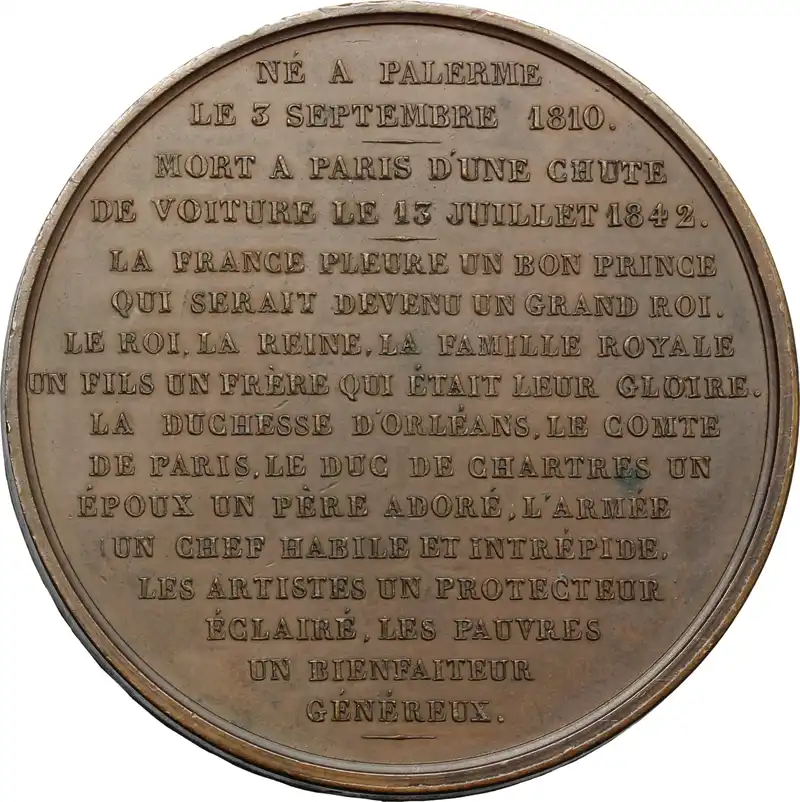 NÉ A PALERME
LE 3 SEPTEMBRE 1810.
MORT A PARIS D'UNE CHUTE
DE VOITURE LE 13 JUILLET 1842.
LA FRANCE PLEURE UN BON PRINCE
QUI SERAIT DEVENU UN GRAND ROI.
LE ROI, LA REINE, LA FAMILLE ROYALE
UN FILS UN FRÈRE QUI ÉTAIT LEUR GLOIRE.
LA DUCHESSE D'ORLÉANS, LE COMTE
DE PARIS, LE DUC DE CHARTRES UN
ÉPOUX UN PÈRE ADORÉ, L'ARMÉE
UN CHEF HABILE ET INTRÉPIDE.
LES ARTISTES UN PROTECTEUR
ÉCLAIRÉ, LES PAUVRES
UN BIENFAITEUR
GÉNÉREUX.